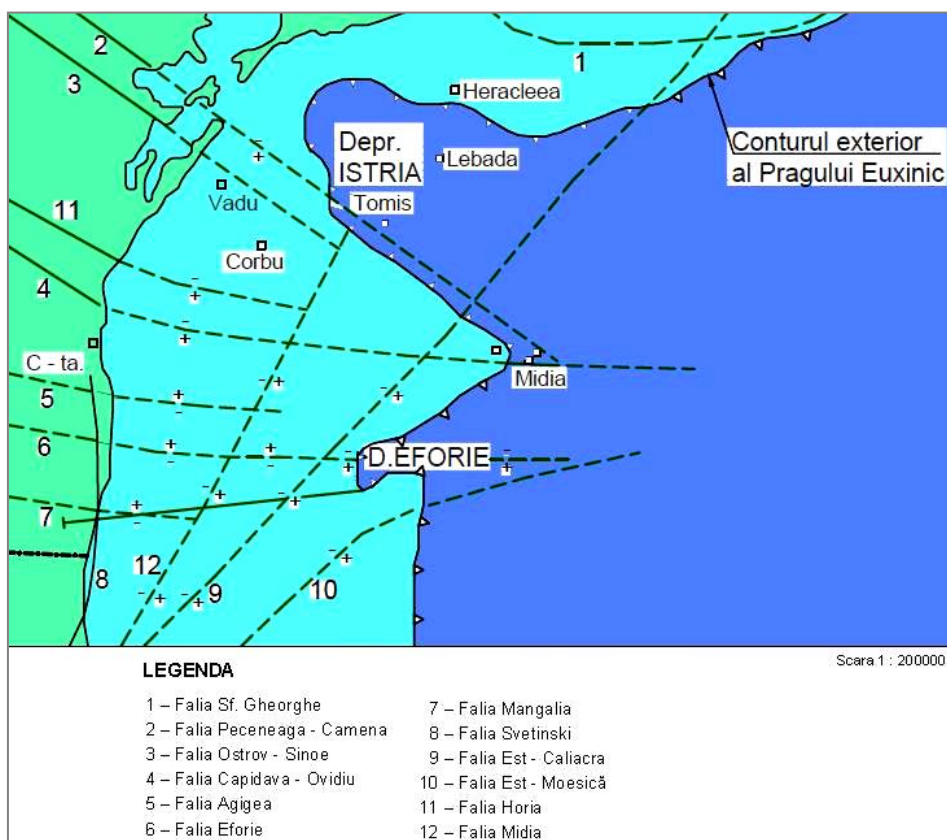 2
3
1
Heracleea
Depr.
ISTRIA
Lebada
Conturul exterior
al Pragului Euxinic
Vadu
Tomis
11
Corbu
4
C - ta.
Midia
5
6
D.EFORIE
7
8
12
9
10
Scara 1 : 200000
LEGENDA
1 – Falia Sf. Gheorghe
2 – Falia Peceneaga - Camena
3 – Falia Ostrov - Sinoe
4 – Falia Capidava - Ovidiu
5 – Falia Agigea
6 – Falia Eforie
7 – Falia Mangalia
8 – Falia Svetinski
9 – Falia Est - Caliacra
10 – Falia Est - Moesică
11 – Falia Horia
12 – Falia Midia